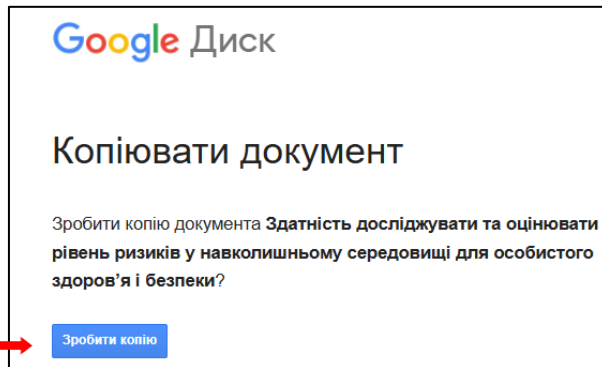 Google Диск
Копіювати документ
Зробити копію документа Здатність досліджувати та оцінювати
рівень ризиків у навколишньому середовищі для особистого
здоров’я і безпеки?
Зробити копію